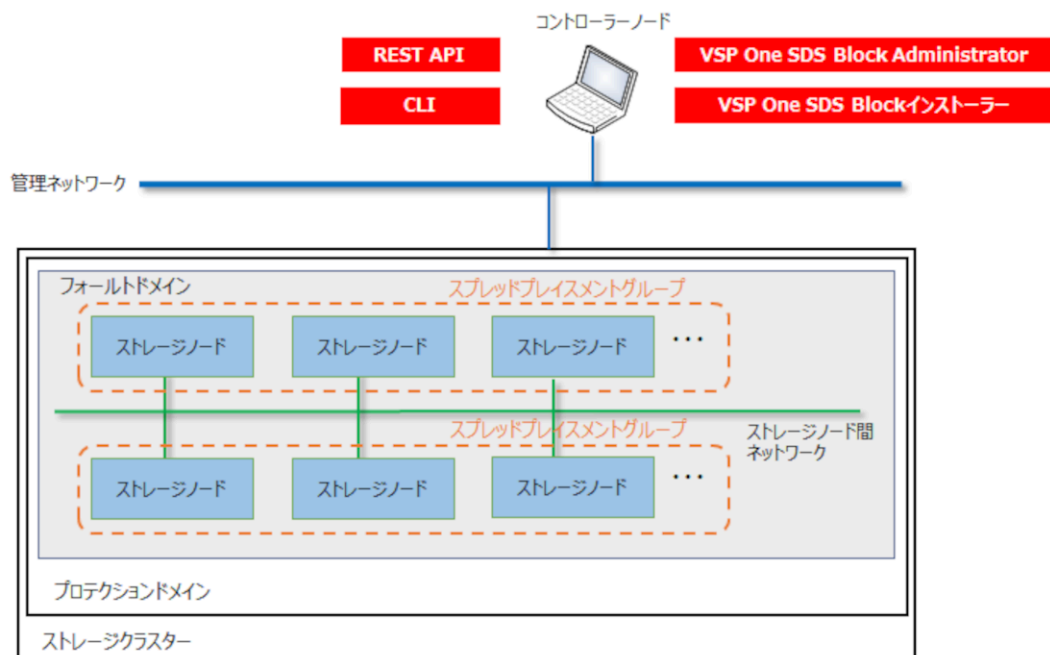 コントローラーノード
REST API
VSP One SDS Block Administrator
CLI
VSP One SDS Blockインストーラー
管理ネットワーク
フォールトドメイン
スプレッドプレイスメントグループ
ストレージノード
ストレージノード
ストレージノード
・・・
スプレッドプレイスメントグループ
ストレージノード間
ネットワーク
ストレージノード
ストレージノード
ストレージノード
・・・
プロテクションドメイン
ストレージクラスター